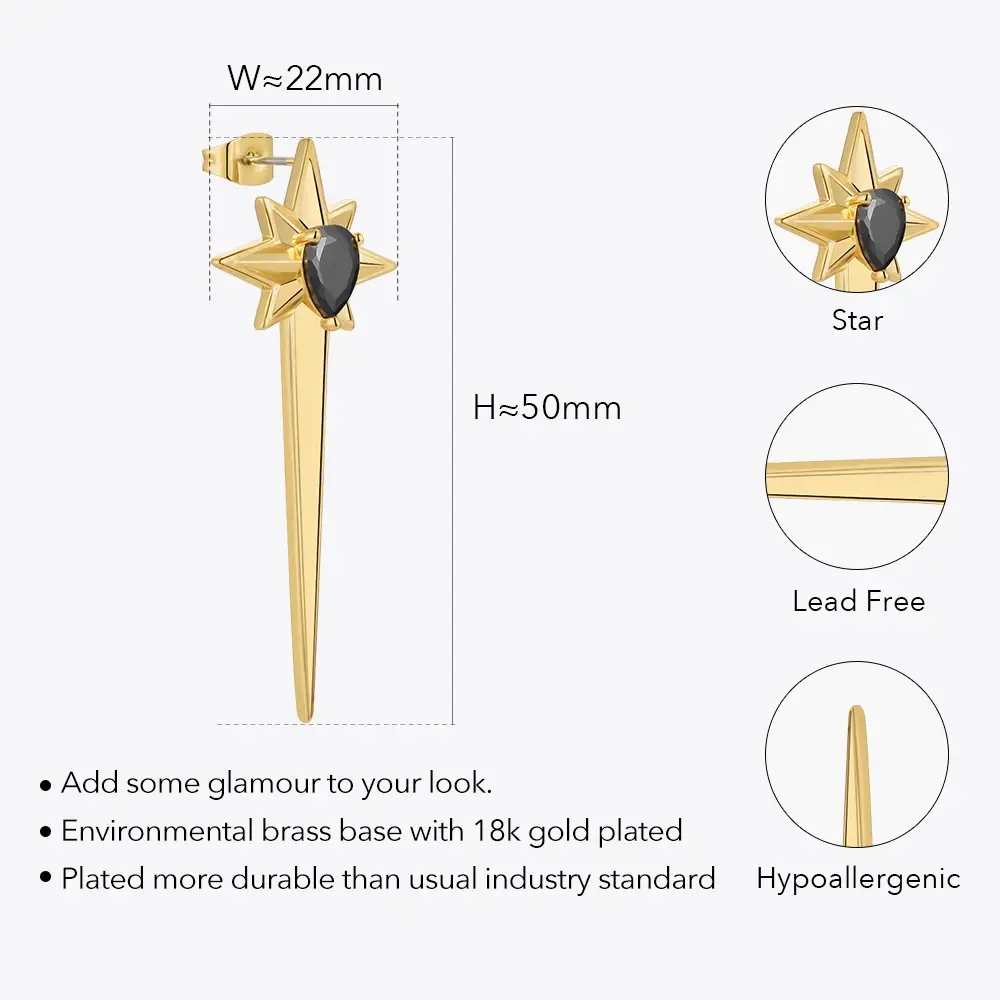 W≈22mm
H≈50mm
Star
Lead Free
Hypoallergenic
• Add some glamour to your look.
• Environmental brass base with 18k gold plated
• Plated more durable than usual industry standard